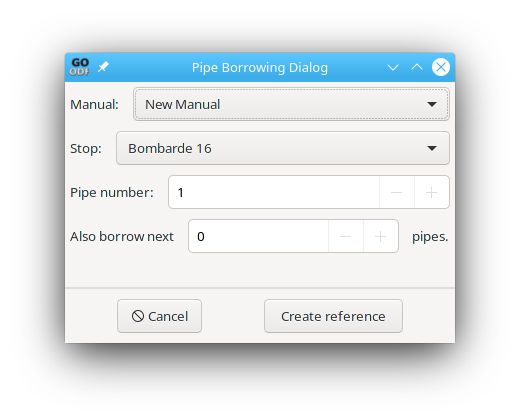 GO
ODF
Pipe Borrowing Dialog
Manual: New Manual
Stop: Bombarde 16
Pipe number: 1
Also borrow next 0 pipes.
Cancel Create reference